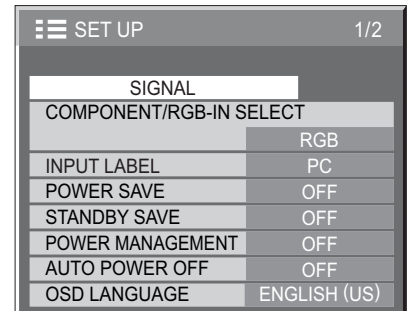 SET UP 1/2
SIGNAL
COMPONENT/RGB-IN SELECT
RGB
INPUT LABEL PC
POWER SAVE OFF
STANDBY SAVE OFF
POWER MANAGEMENT OFF
AUTO POWER OFF OFF
OSD LANGUAGE ENGLISH (US)